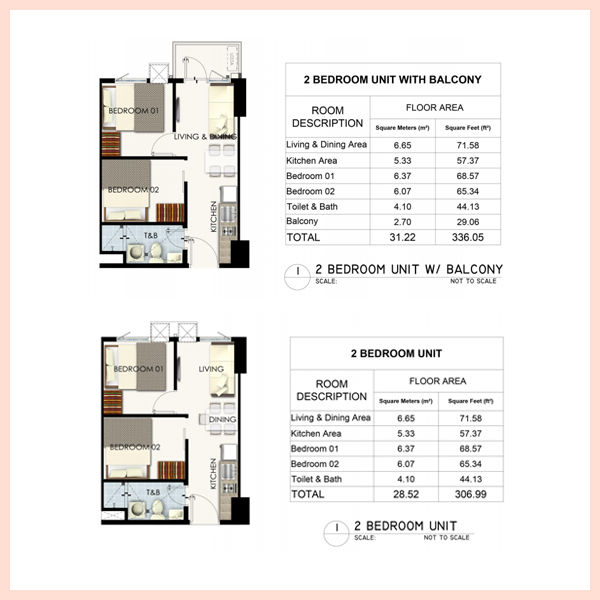 BEDROOM 01
LIVING & DINING
BEDROOM 02
KITCHEN
T&B
2 BEDROOM UNIT WITH BALCONY
ROOM DESCRIPTION FLOOR AREA
Square Meters (m²) Square Feet (ft²)
Living & Dining Area 6.65 71.58
Kitchen Area 5.33 57.37
Bedroom 01 6.37 68.57
Bedroom 02 6.07 65.34
Toilet & Bath 4.10 44.13
Balcony 2.70 29.06
TOTAL 31.22 336.05
1 2 BEDROOM UNIT W/ BALCONY
SCALE: NOT TO SCALE
BEDROOM 01
LIVING
DINING
BEDROOM 02
KITCHEN
T&B
2 BEDROOM UNIT
ROOM DESCRIPTION FLOOR AREA
Square Meters (m²) Square Feet (ft²)
Living & Dining Area 6.65 71.58
Kitchen Area 5.33 57.37
Bedroom 01 6.37 68.57
Bedroom 02 6.07 65.34
Toilet & Bath 4.10 44.13
TOTAL 28.52 306.99
1 2 BEDROOM UNIT
SCALE: NOT TO SCALE